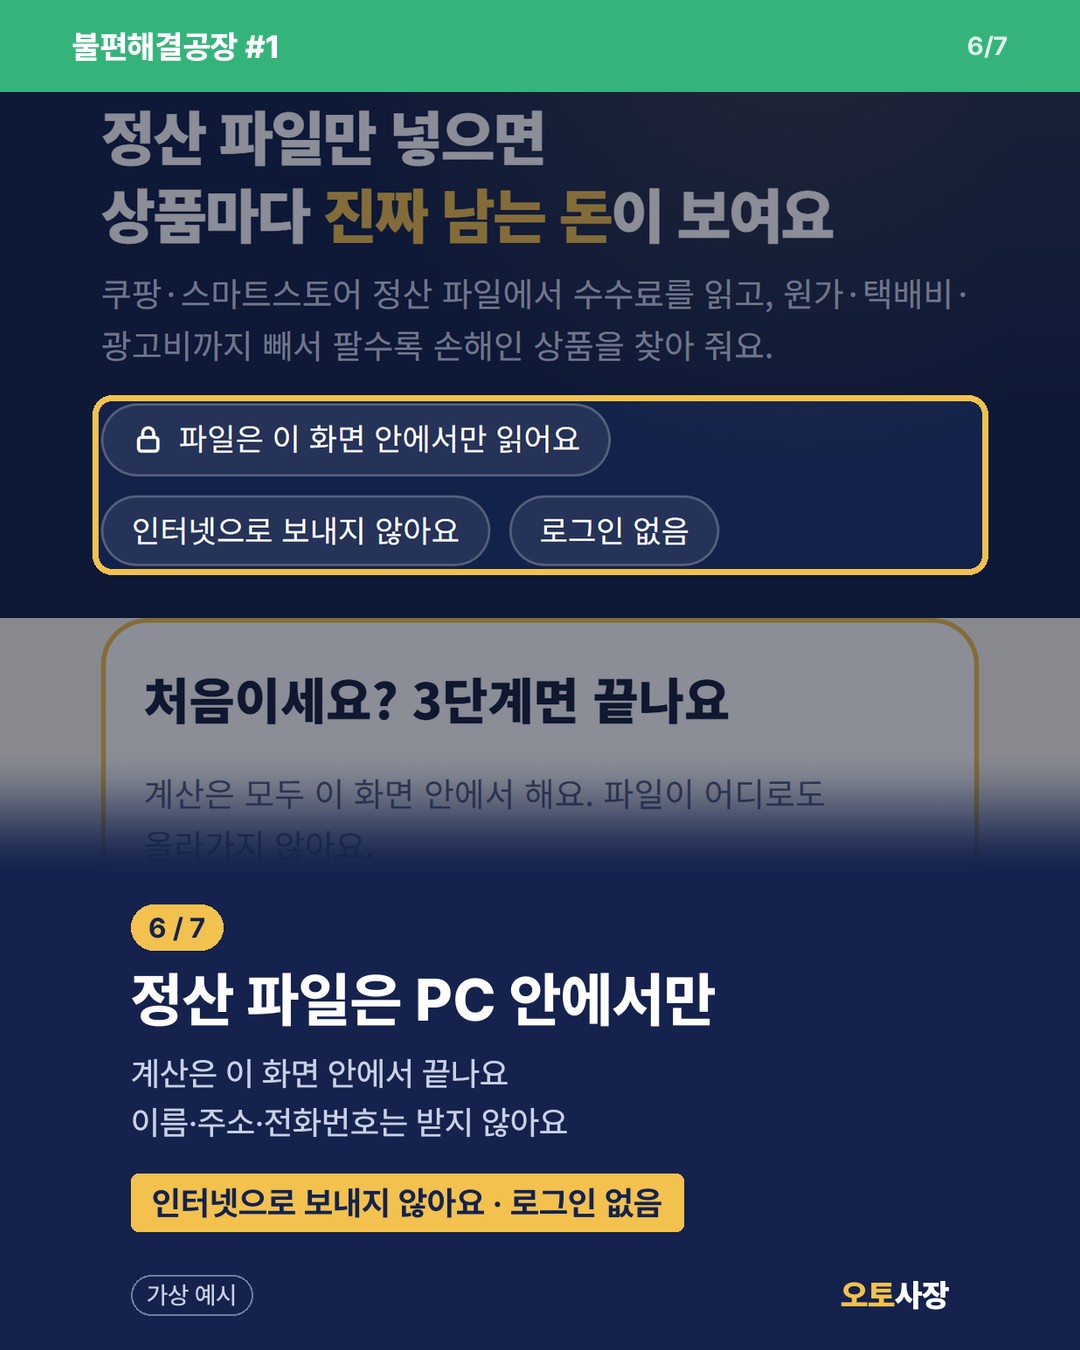 불편해결공장 #1
6/7
정산 파일만 넣으면
상품마다 진짜 남는 돈이 보여요
쿠팡·스마트스토어 정산 파일에서 수수료를 읽고, 원가·택배비·
광고비까지 빼서 팔수록 손해인 상품을 찾아 줘요.
파일은 이 화면 안에서만 읽어요
인터넷으로 보내지 않아요
로그인 없음
처음이세요? 3단계면 끝나요
계산은 모두 이 화면 안에서 해요. 파일이 어디로도
올라가지 않아요.
6 / 7
정산 파일은 PC 안에서만
계산은 이 화면 안에서 끝나요
이름·주소·전화번호는 받지 않아요
인터넷으로 보내지 않아요 · 로그인 없음
가상 예시
오토사장